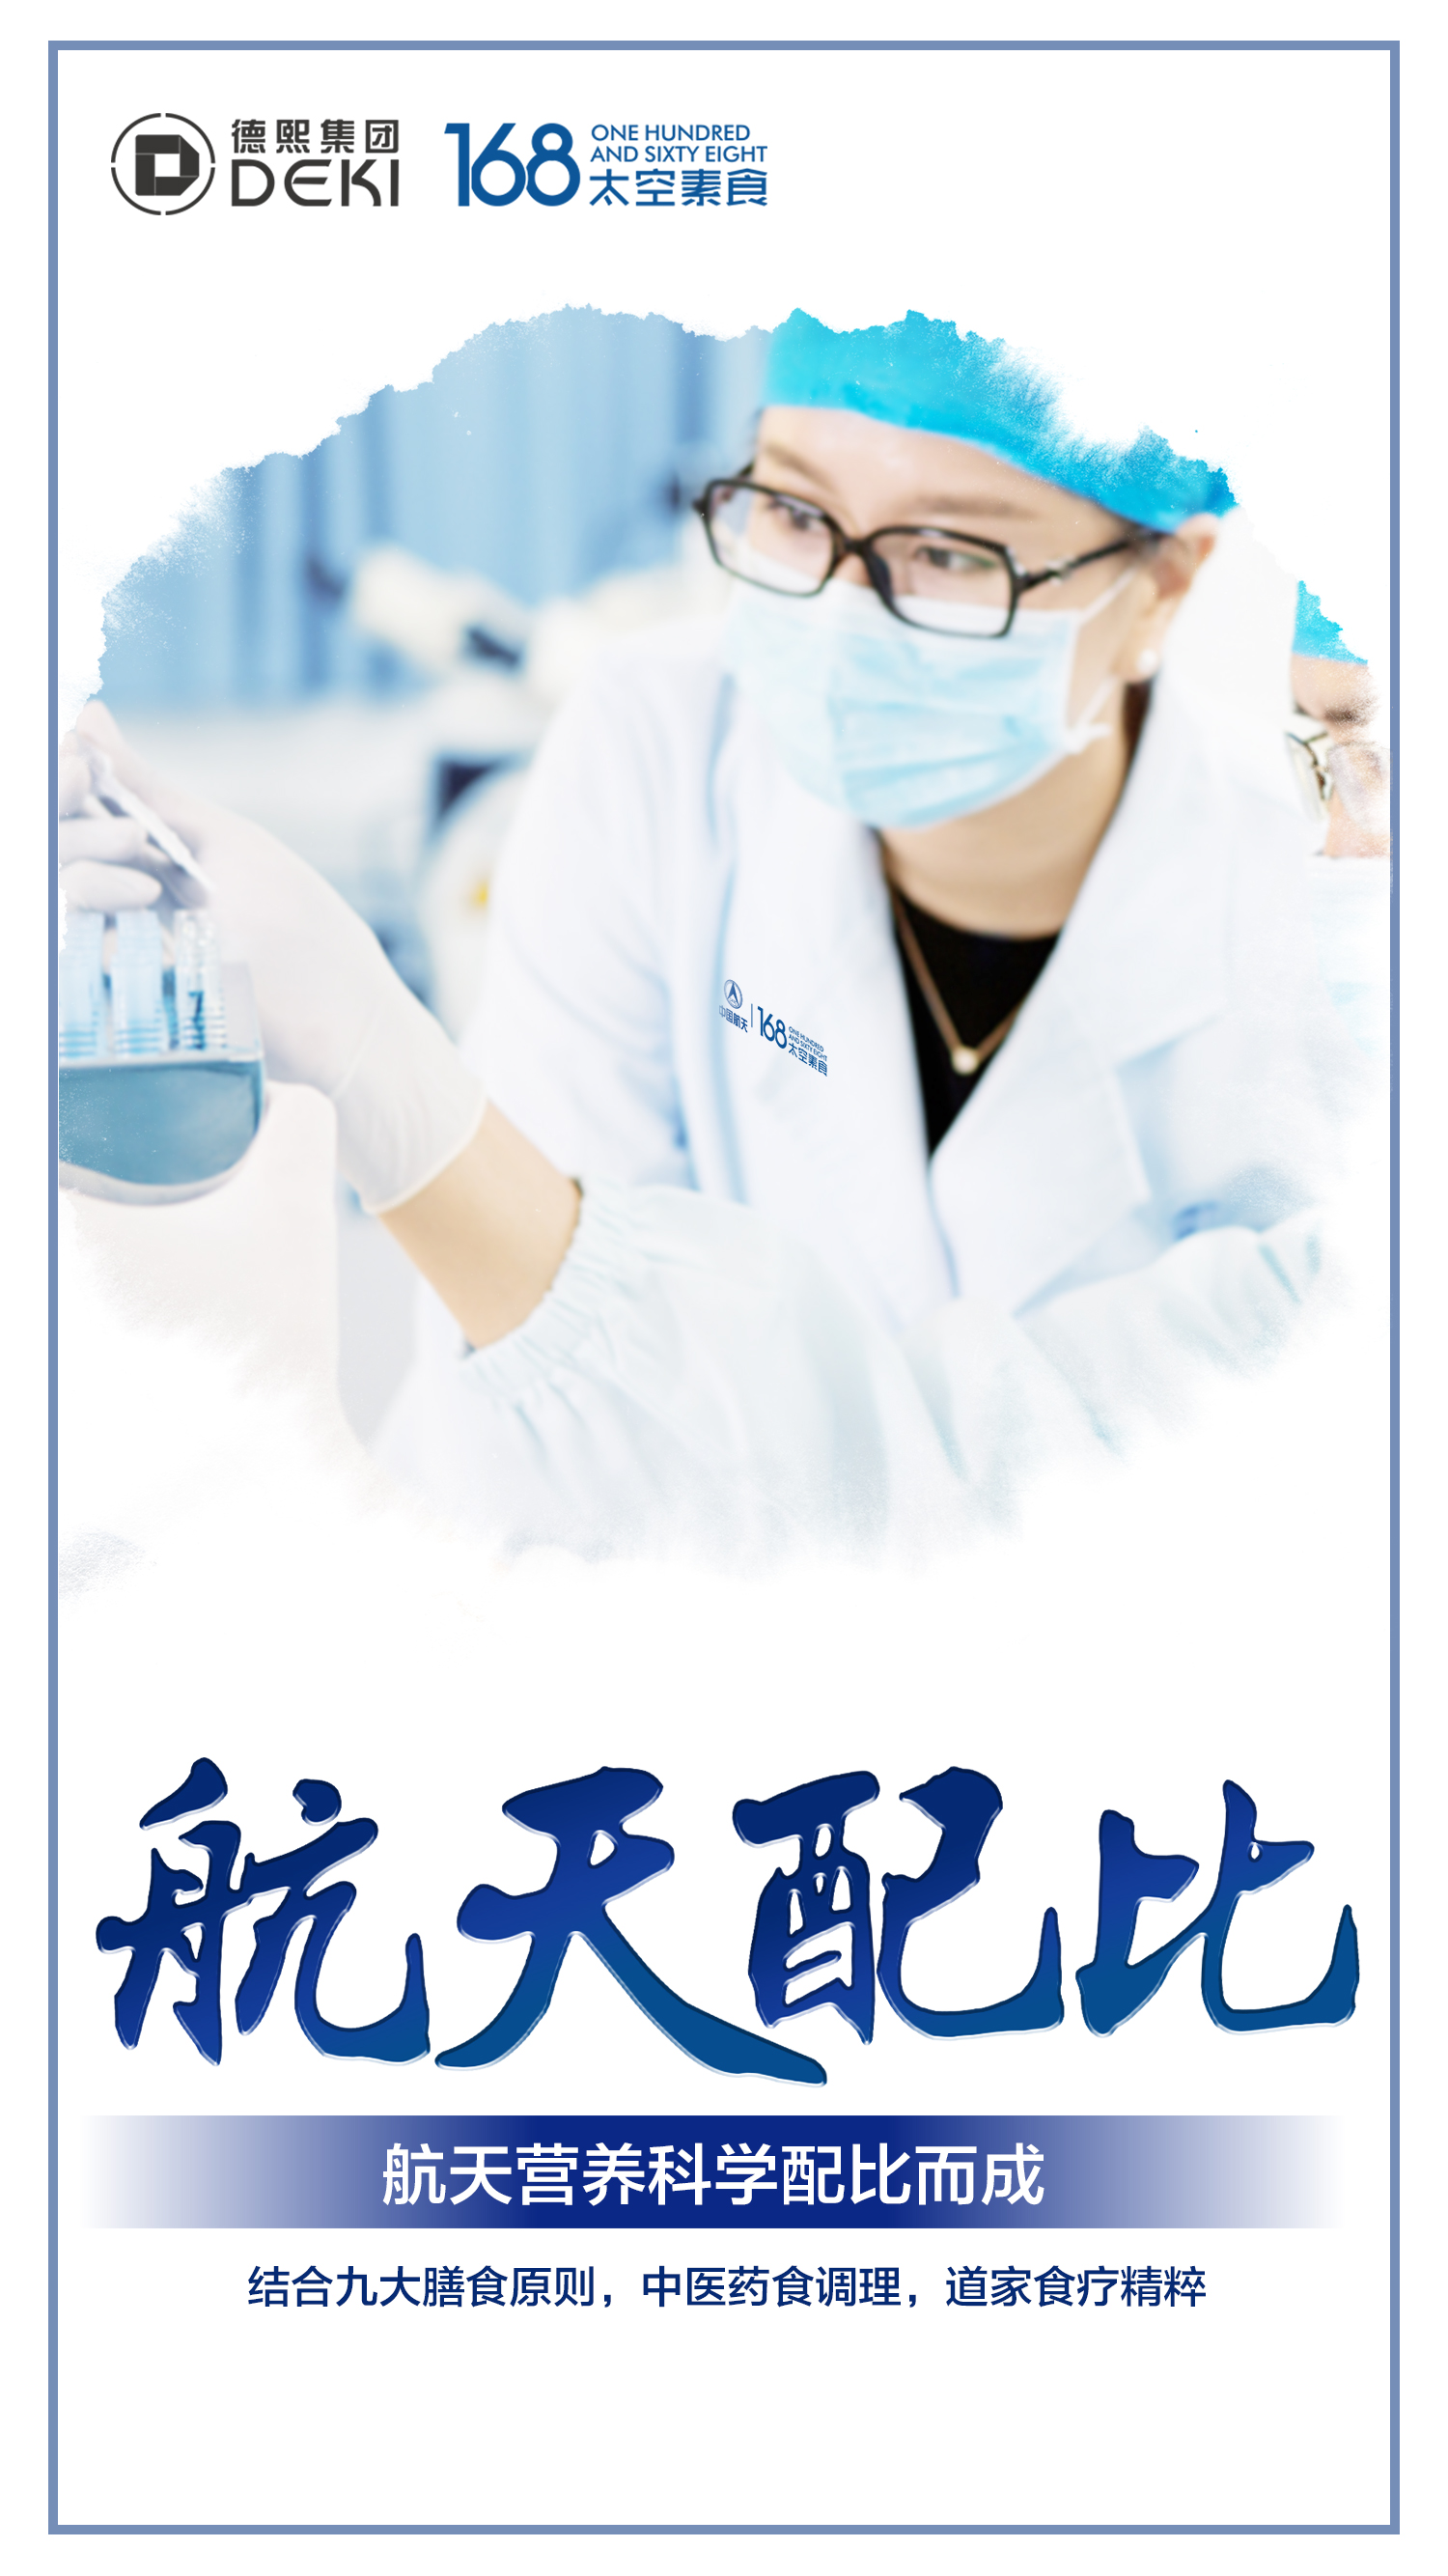 德熙集团
DEKI
168
ONE HUNDRED
AND SIXTY EIGHT
太空素食
中国航天
168
ONE HUNDRED
AND SIXTY EIGHT
太空素食
航天配比
航天营养科学配比而成
结合九大膳食原则，中医药食调理，道家食疗精粹